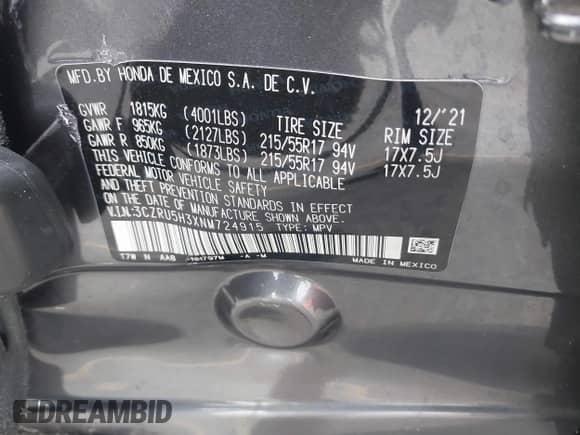 MFD.BY HONDA DE MEXICO S.A. DE C.V.
12/'21
GVWR 1815KG (4001LBS) TIRE SIZE RIM SIZE
GAWR F 965KG (2127LBS) 215/55R17 94V 17X7.5J
GAWR R 850KG (1873LBS) 215/55R17 94V 17X7.5J
THIS VEHICLE CONFORMS TO ALL APPLICABLE
FEDERAL MOTOR VEHICLE SAFETY AND
THEFT PREVENTION STANDARDS IN EFFECT
ON THE DATE OF MANUFACTURE SHOWN ABOVE.
V.I.N.:3CZRU5H3XNM724915 TYPE: MPV
T7W N AAB -A -M
MADE IN MEXICO
DREAMBID